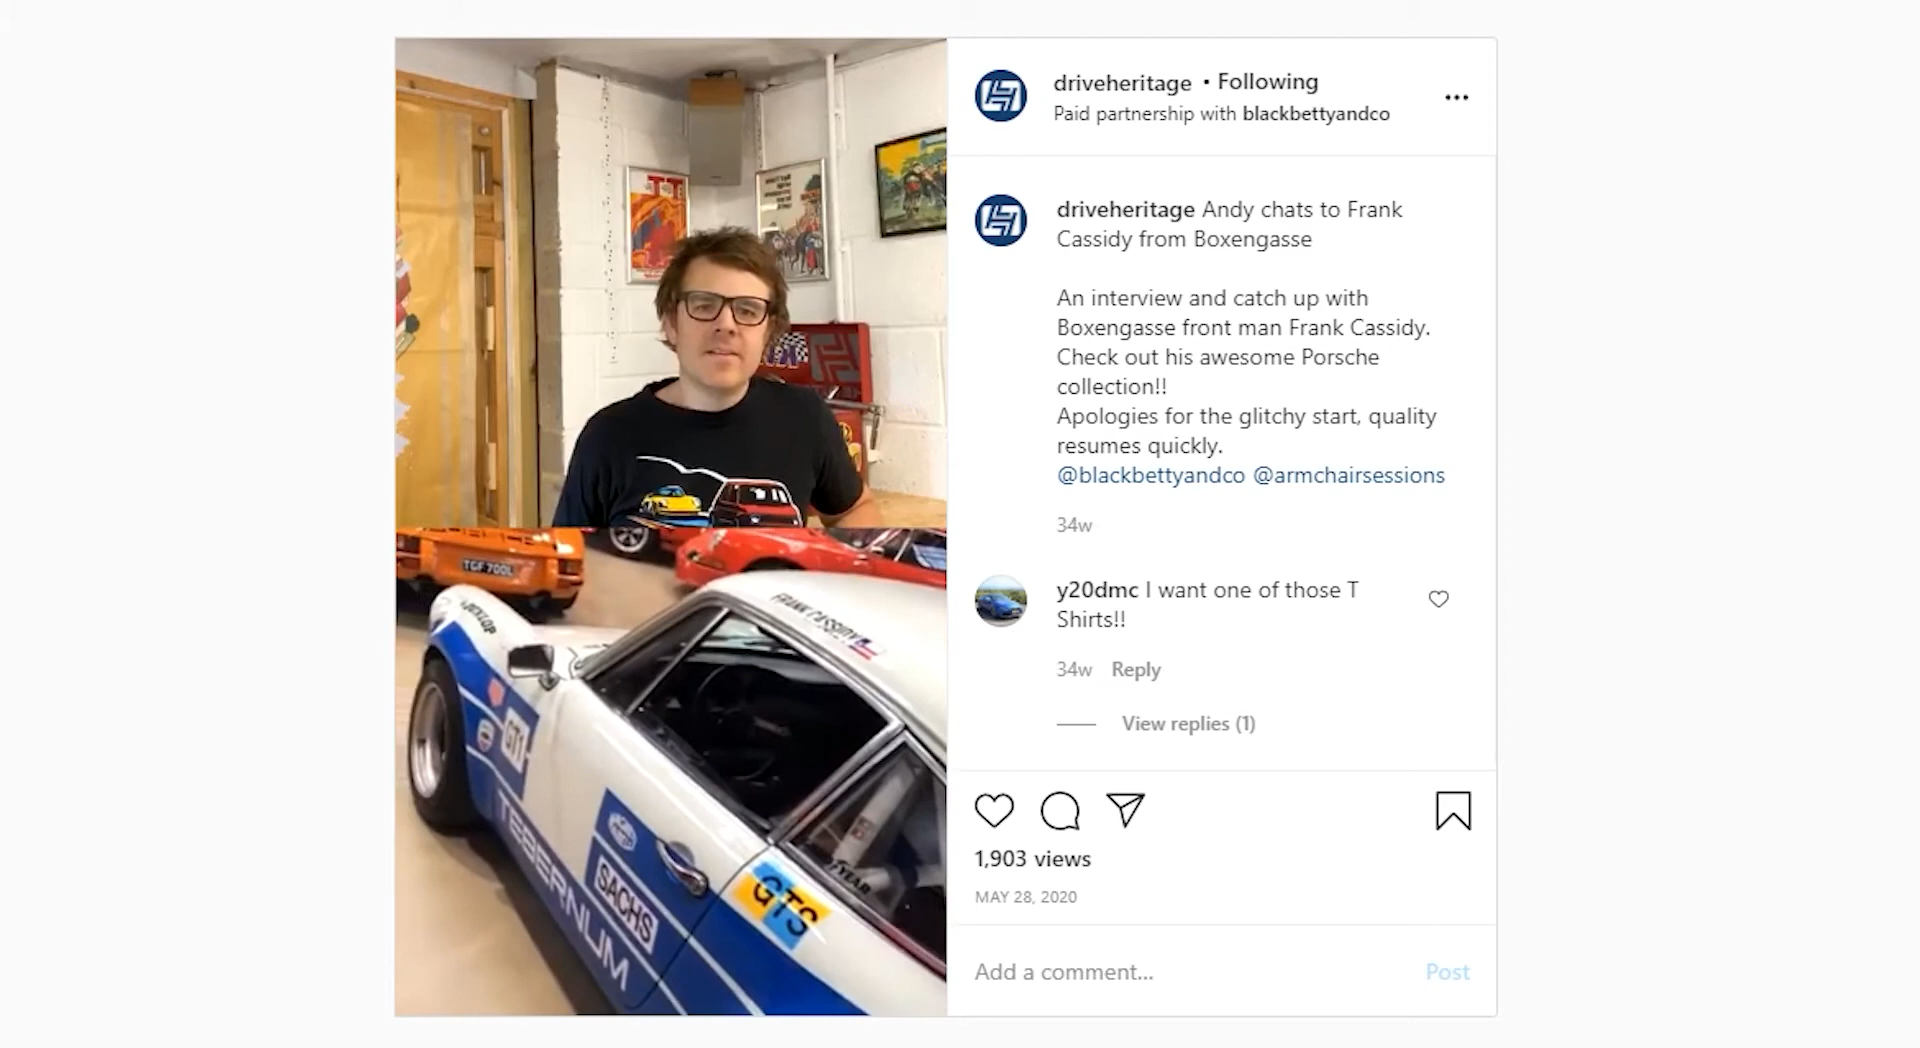 TT
TGF 700L
DUNLOP
FRANK CASSIDY
GT1
TEBERNUM
SACHS
GTS
driveheritage • Following
Paid partnership with blackbettyandco
driveheritage Andy chats to Frank
Cassidy from Boxengasse
An interview and catch up with
Boxengasse front man Frank Cassidy.
Check out his awesome Porsche
collection!!
Apologies for the glitchy start, quality
resumes quickly.
@blackbettyandco @armchairsessions
34w
y20dmc I want one of those T
Shirts!!
34w Reply
View replies (1)
1,903 views
MAY 28, 2020
Add a comment... Post